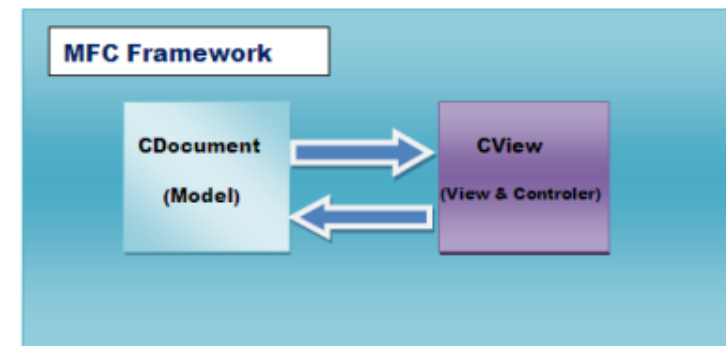 MFC Framework
CDocument
(Model)
CView
(View & Controler)